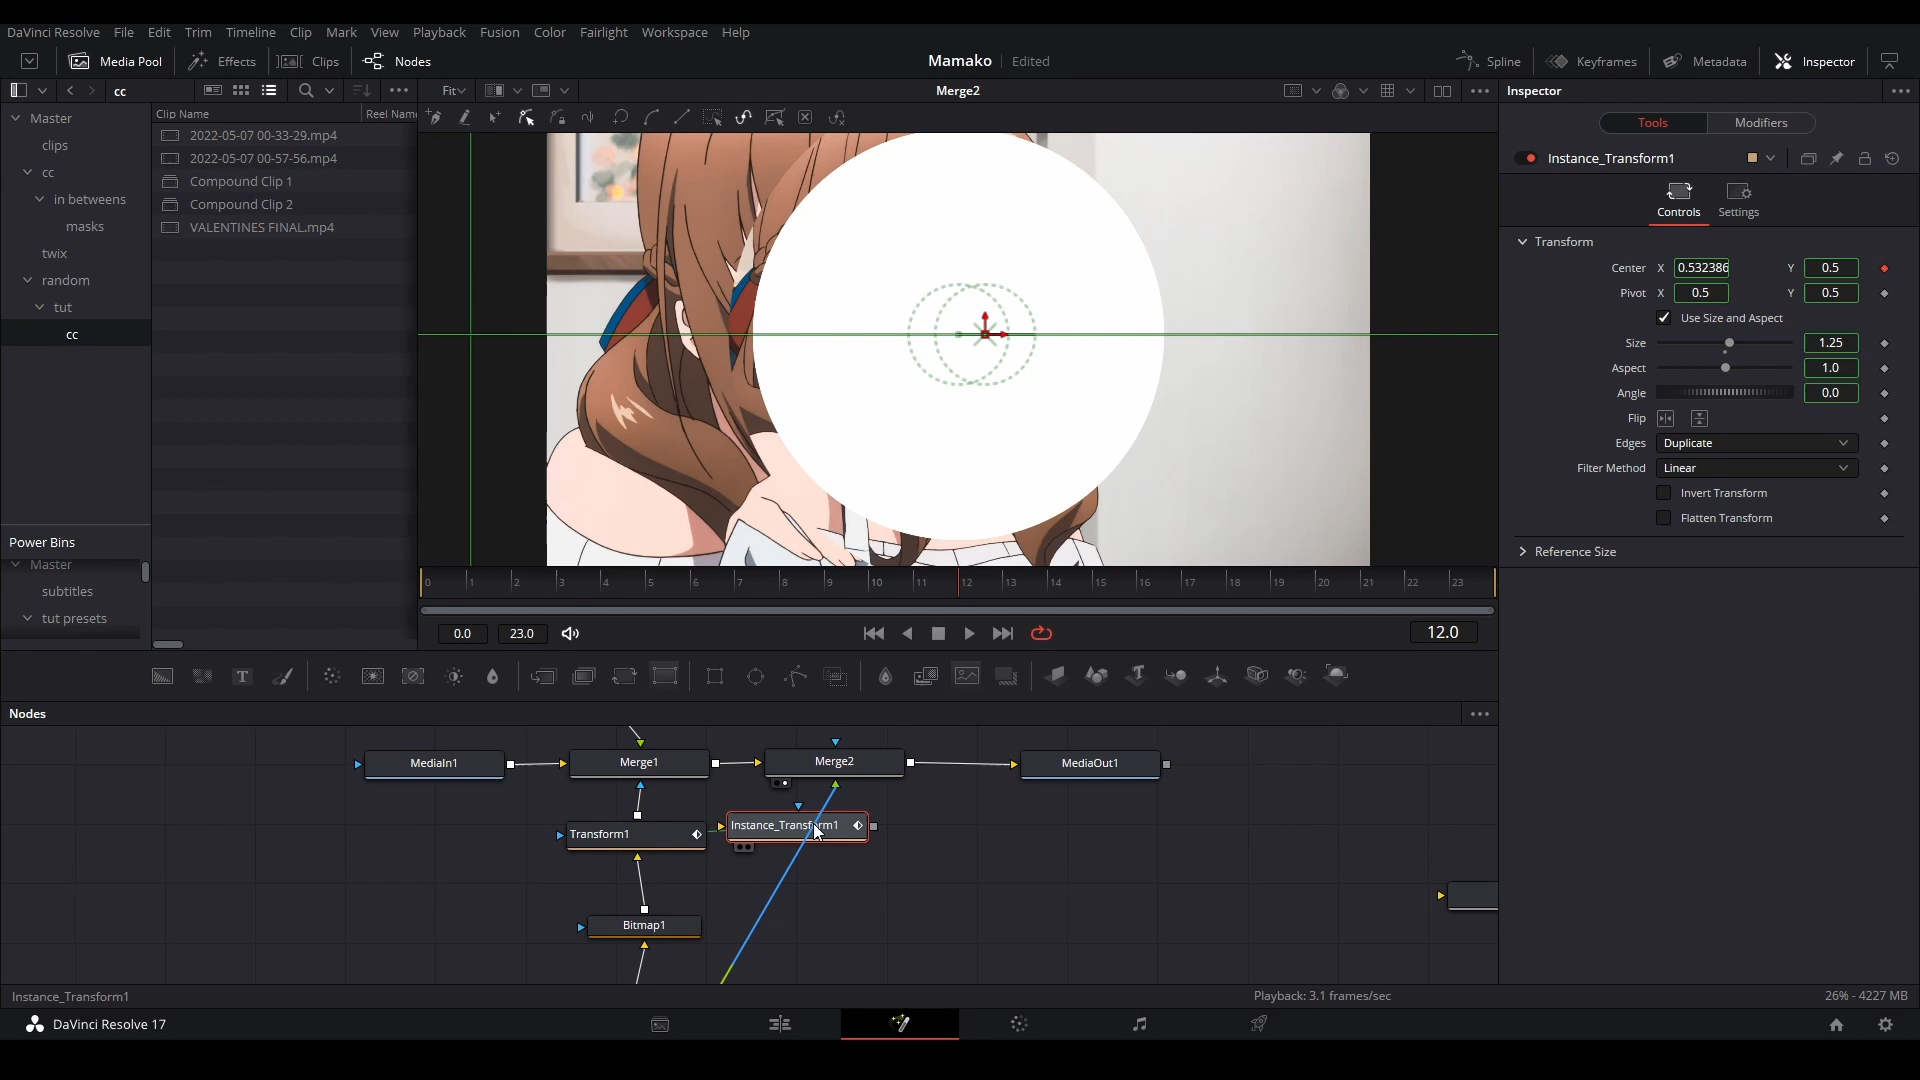 DaVinci Resolve File Edit Trim Timeline Clip Mark View Playback Fusion Color Fairlight Workspace Help
Media Pool Effects Clips Nodes Mamako Edited Spline Keyframes Metadata Inspector
cc Fit Merge2 Inspector
Clip Name Reel Name
Master
clips
cc
in betweens
masks
twix
random
tut
cc
2022-05-07 00-33-29.mp4
2022-05-07 00-57-56.mp4
Compound Clip 1
Compound Clip 2
VALENTINES FINAL.mp4
Power Bins
Master
subtitles
tut presets
0 1 2 3 4 5 6 7 8 9 10 11 12 13 14 15 16 17 18 19 20 21 22 23
0.0 23.0 12.0
Tools Modifiers
Instance_Transform1
Controls Settings
Transform
Center X 0.532386 Y 0.5
Pivot X 0.5 Y 0.5
Use Size and Aspect
Size 1.25
Aspect 1.0
Angle 0.0
Flip
Edges Duplicate
Filter Method Linear
Invert Transform
Flatten Transform
Reference Size
Nodes
MediaIn1 Merge1 Merge2 MediaOut1
Transform1 Instance_Transform1
Bitmap1
Instance_Transform1 Playback: 3.1 frames/sec 26% - 4227 MB
DaVinci Resolve 17